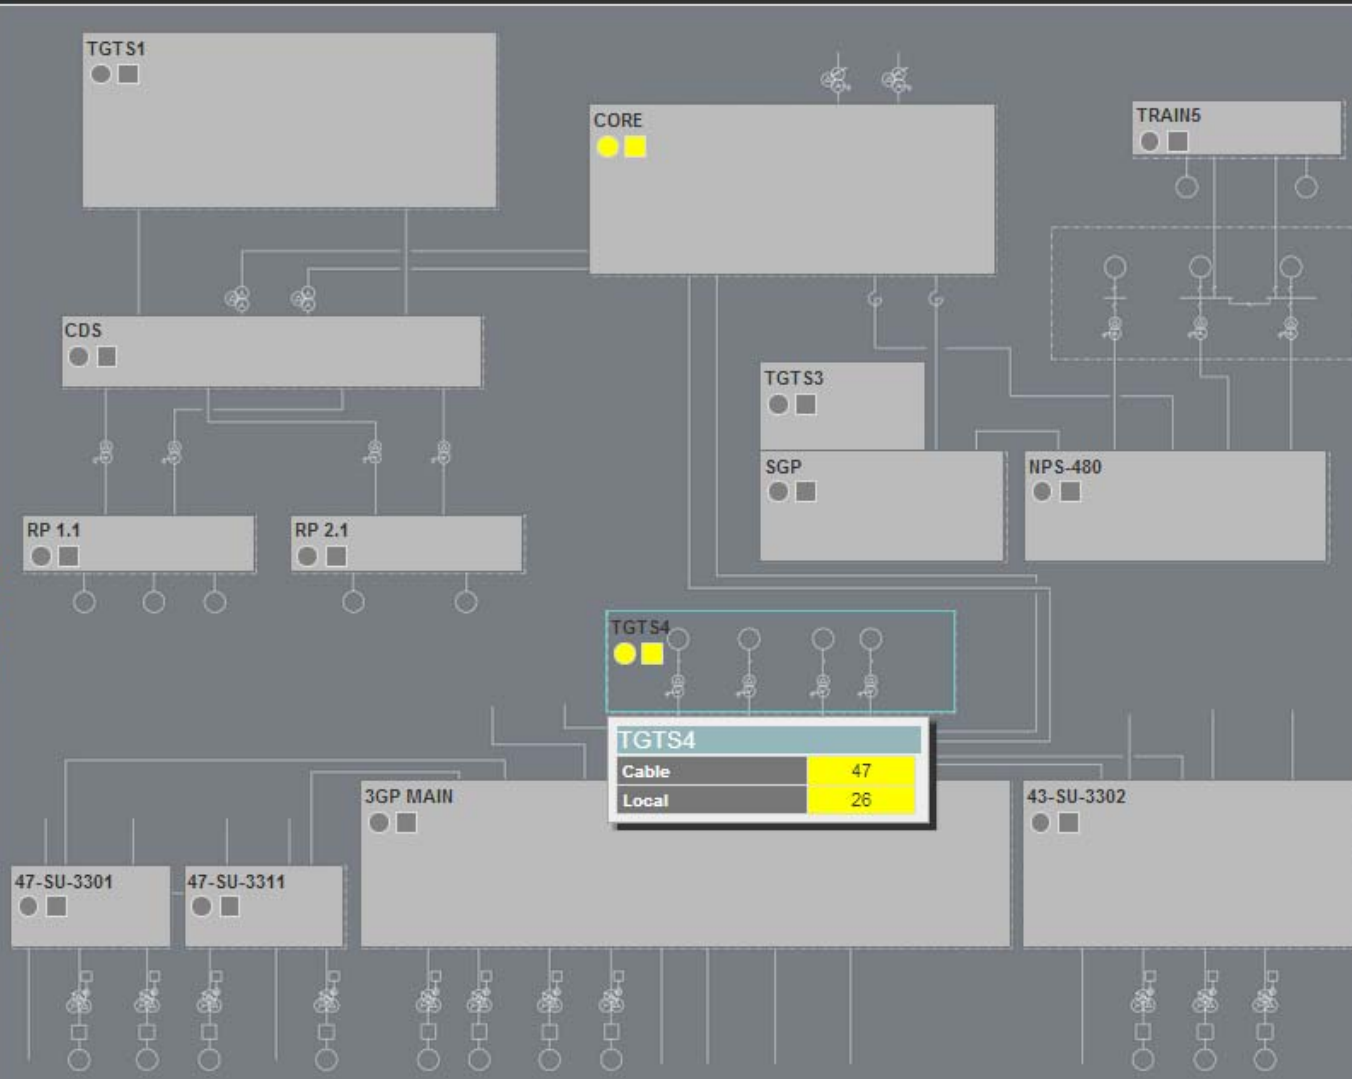 TGTS1
CORE
TRAIN5
CDS
TGTS3
SGP
NPS-480
RP 1.1
RP 2.1
TGTS4
TGTS4
Cable 47
Local 26
3GP MAIN
43-SU-3302
47-SU-3301
47-SU-3311